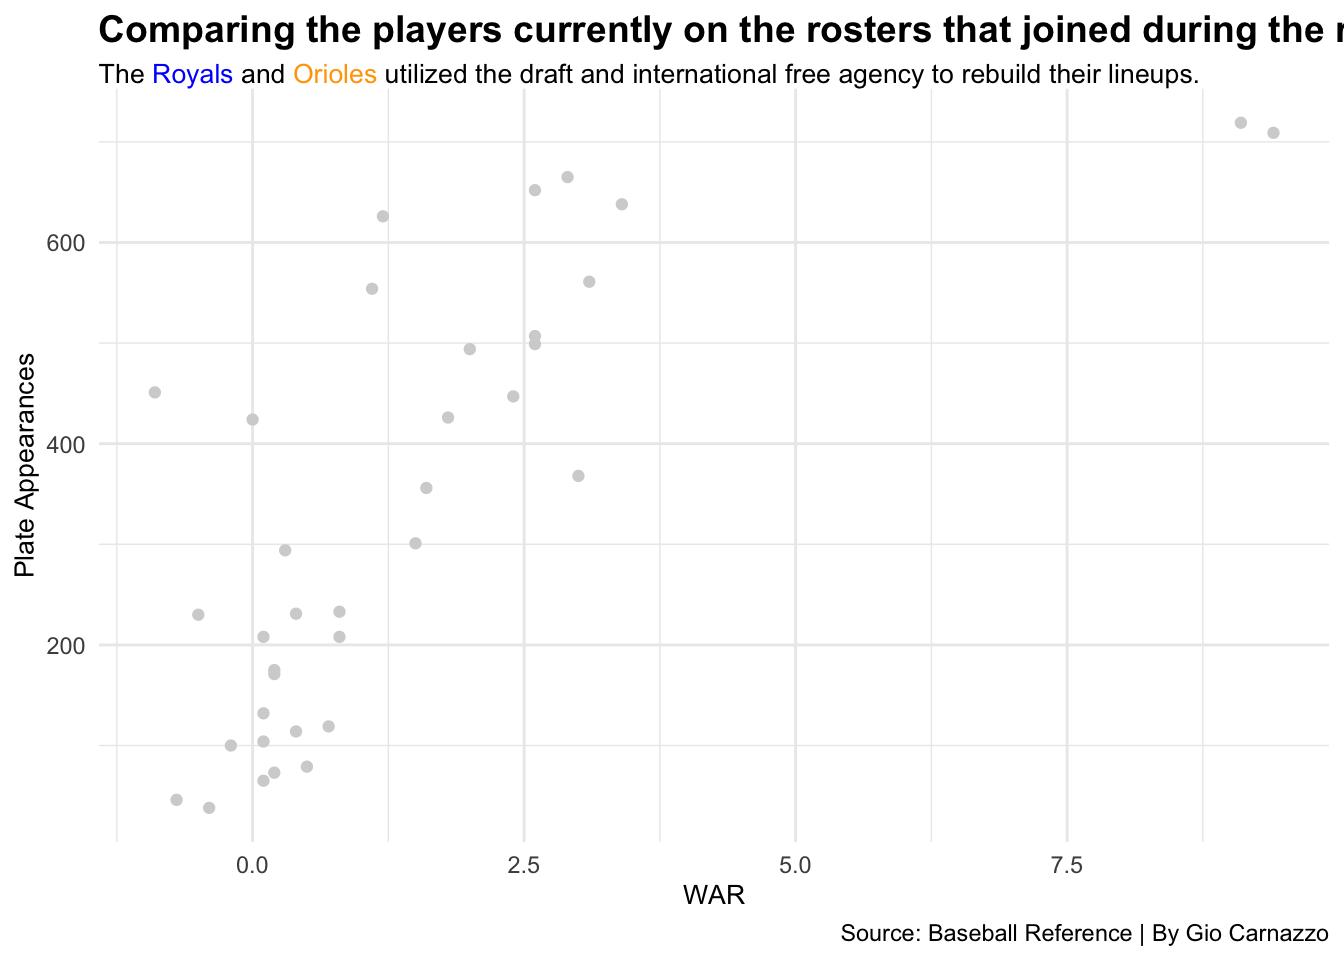 Comparing the players currently on the rosters that joined during the
The Royals and Orioles utilized the draft and international free agency to rebuild their lineups.
600
400
200
Plate Appearances
0.0 2.5 5.0 7.5
WAR
Source: Baseball Reference | By Gio Carnazzo